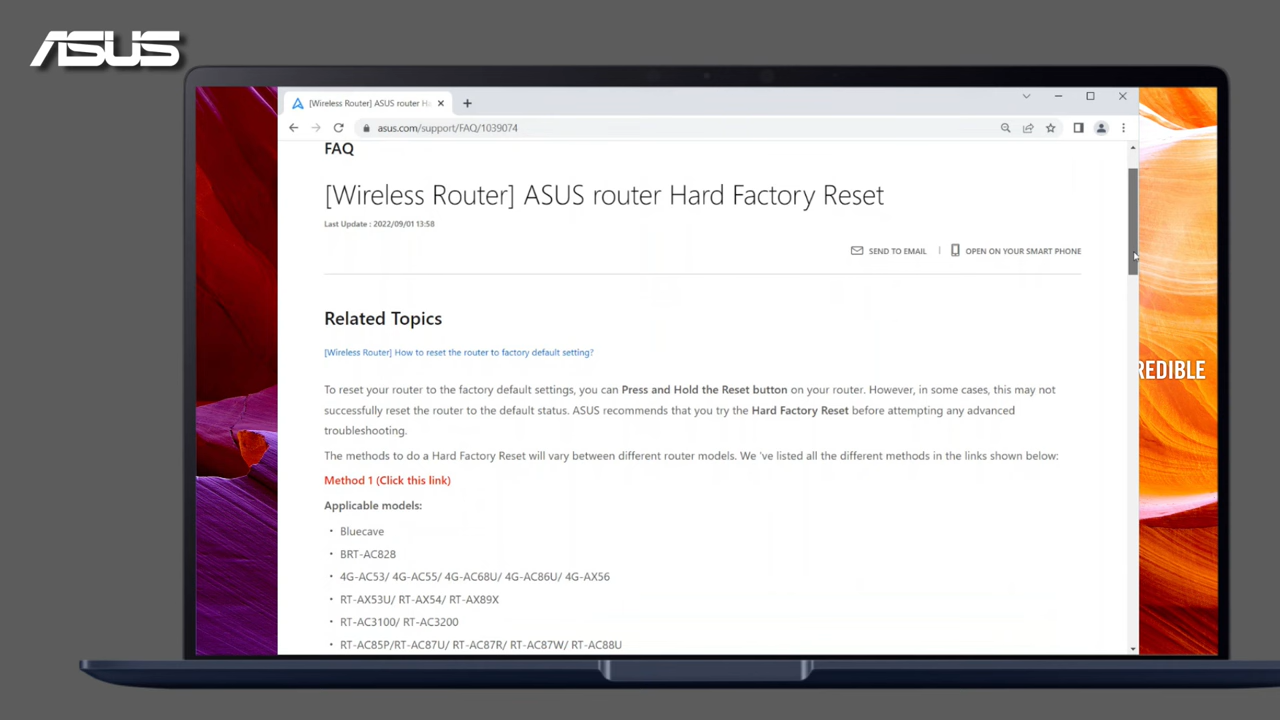 ASUS
[Wireless Router] ASUS router Ha
asus.com/support/FAQ/1039074
FAQ
[Wireless Router] ASUS router Hard Factory Reset
Last Update : 2022/09/01 13:58
SEND TO EMAIL | OPEN ON YOUR SMART PHONE
Related Topics
[Wireless Router] How to reset the router to factory default setting?
REDIBLE
To reset your router to the factory default settings, you can Press and Hold the Reset button on your router. However, in some cases, this may not
successfully reset the router to the default status. ASUS recommends that you try the Hard Factory Reset before attempting any advanced
troubleshooting.
The methods to do a Hard Factory Reset will vary between different router models. We 've listed all the different methods in the links shown below:
Method 1 (Click this link)
Applicable models:
• Bluecave
• BRT-AC828
• 4G-AC53/ 4G-AC55/ 4G-AC68U/ 4G-AC86U/ 4G-AX56
• RT-AX53U/ RT-AX54/ RT-AX89X
• RT-AC3100/ RT-AC3200
• RT-AC85P/RT-AC87U/ RT-AC87R/ RT-AC87W/ RT-AC88U